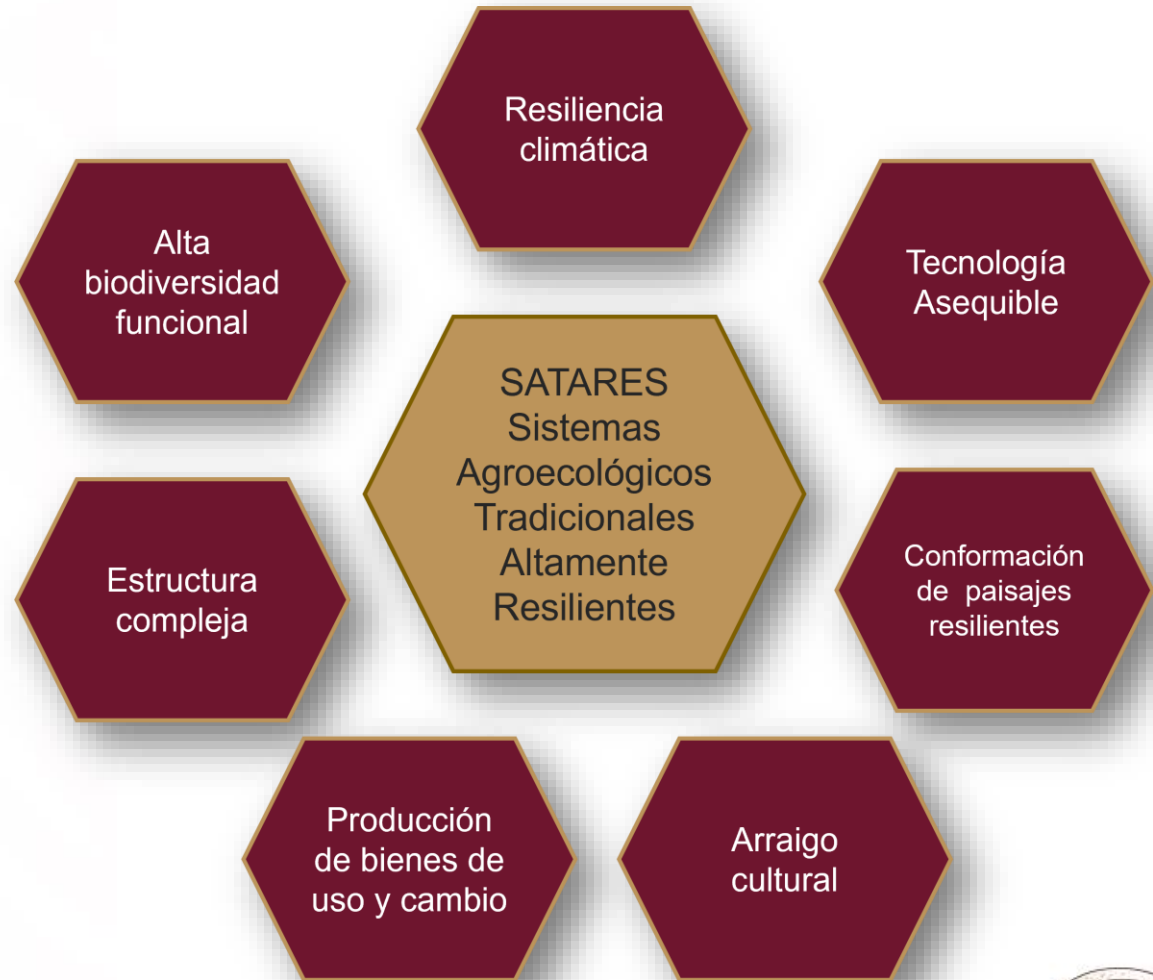 Resiliencia
climática
Alta
biodiversidad
funcional
Tecnología
Asequible
SATARES
Sistemas
Agroecológicos
Tradicionales
Altamente
Resilientes
Estructura
compleja
Conformación
de paisajes
resilientes
Producción
de bienes de
uso y cambio
Arraigo
cultural